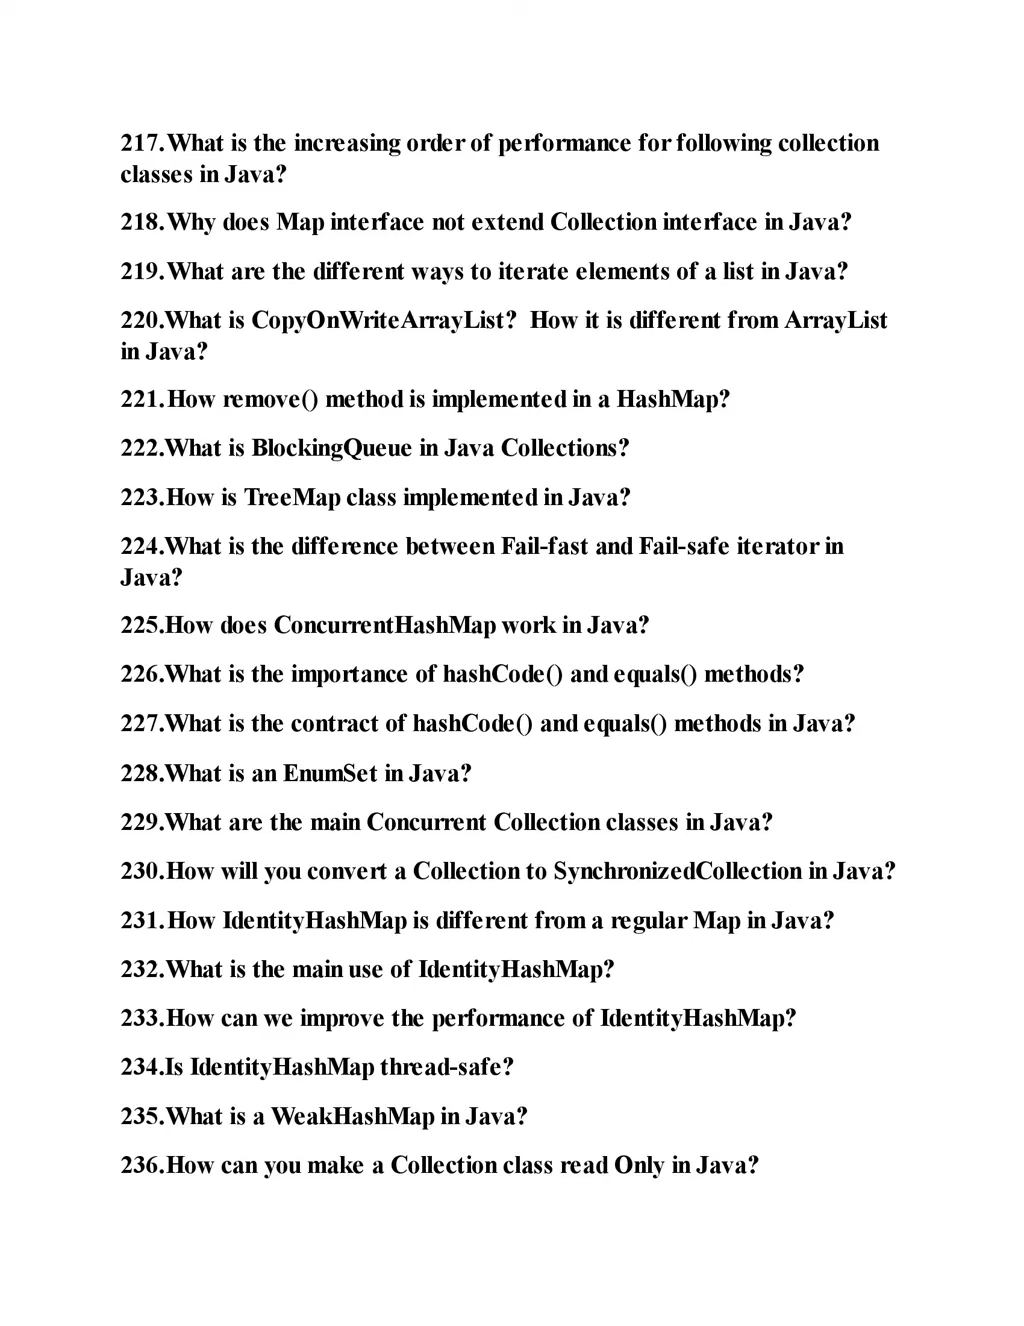 217.What is the increasing order of performance for following collection
classes in Java?
218.Why does Map interface not extend Collection interface in Java?
219.What are the different ways to iterate elements of a list in Java?
220.What is CopyOnWriteArrayList?  How it is different from ArrayList
in Java?
221.How remove() method is implemented in a HashMap?
222.What is BlockingQueue in Java Collections?
223.How is TreeMap class implemented in Java?
224.What is the difference between Fail-fast and Fail-safe iterator in
Java?
225.How does ConcurrentHashMap work in Java?
226.What is the importance of hashCode() and equals() methods?
227.What is the contract of hashCode() and equals() methods in Java?
228.What is an EnumSet in Java?
229.What are the main Concurrent Collection classes in Java?
230.How will you convert a Collection to SynchronizedCollection in Java?
231.How IdentityHashMap is different from a regular Map in Java?
232.What is the main use of IdentityHashMap?
233.How can we improve the performance of IdentityHashMap?
234.Is IdentityHashMap thread-safe?
235.What is a WeakHashMap in Java?
236.How can you make a Collection class read Only in Java?